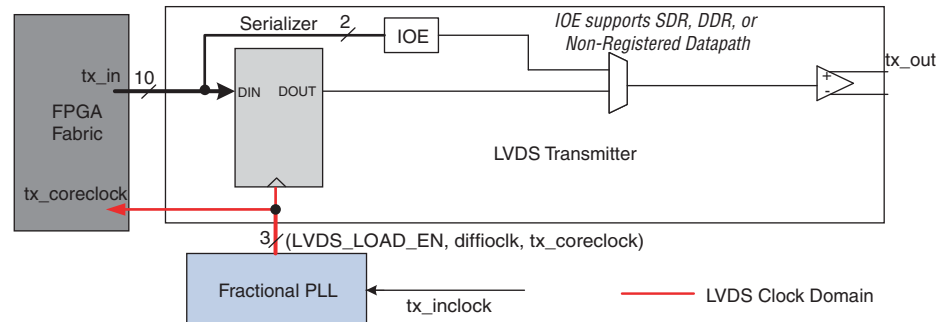 Serializer
2
IOE
IOE supports SDR, DDR, or
Non-Registered Datapath
tx_in
10
FPGA
Fabric
DIN
DOUT
+
-
tx_out
LVDS Transmitter
tx_coreclock
3
(LVDS_LOAD_EN, diffioclk, tx_coreclock)
Fractional PLL
tx_inclock
LVDS Clock Domain